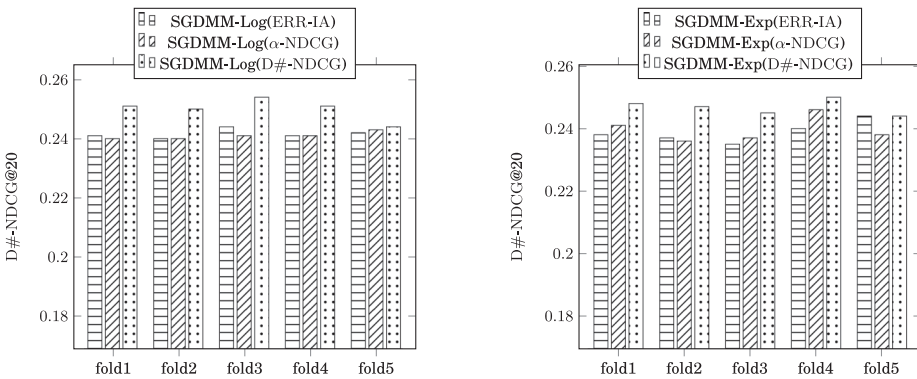 SGDMM-Log(ERR-IA)
SGDMM-Log(α-NDCG)
SGDMM-Log(D#-NDCG)
D#-NDCG@20
0.26
0.24
0.22
0.2
0.18
fold1 fold2 fold3 fold4 fold5
SGDMM-Exp(ERR-IA)
SGDMM-Exp(α-NDCG)
SGDMM-Exp(D#-NDCG)
D#-NDCG@20
0.26
0.24
0.22
0.2
0.18
fold1 fold2 fold3 fold4 fold5